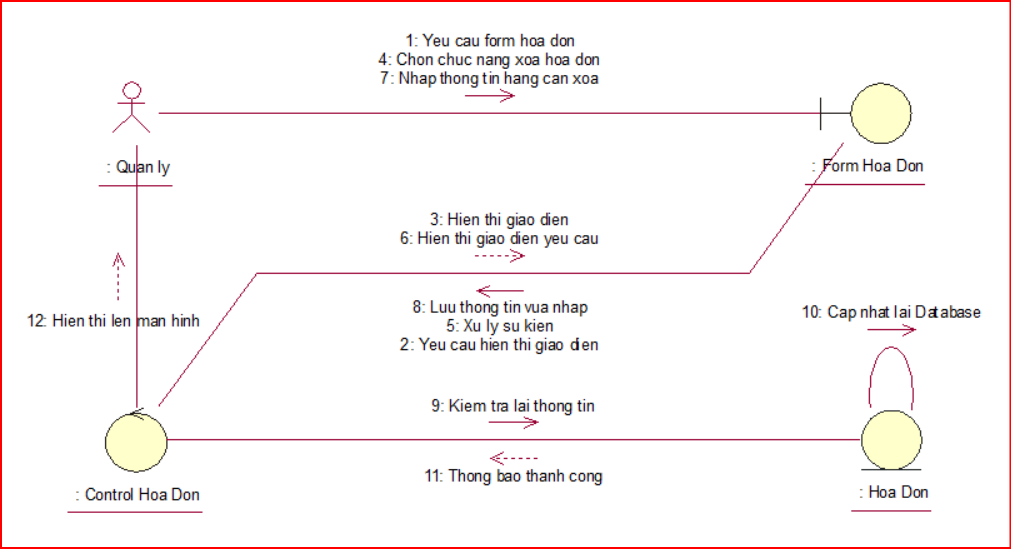 1: Yeu cau form hoa don
4: Chon chuc nang xoa hoa don
7: Nhap thong tin hang can xoa
: Quan ly
: Form Hoa Don
3: Hien thi giao dien
6: Hien thi giao dien yeu cau
8: Luu thong tin vua nhap
5: Xu ly su kien
2: Yeu cau hien thi giao dien
12: Hien thi len man hinh
10: Cap nhat lai Database
9: Kiem tra lai thong tin
11: Thong bao thanh cong
: Control Hoa Don
: Hoa Don